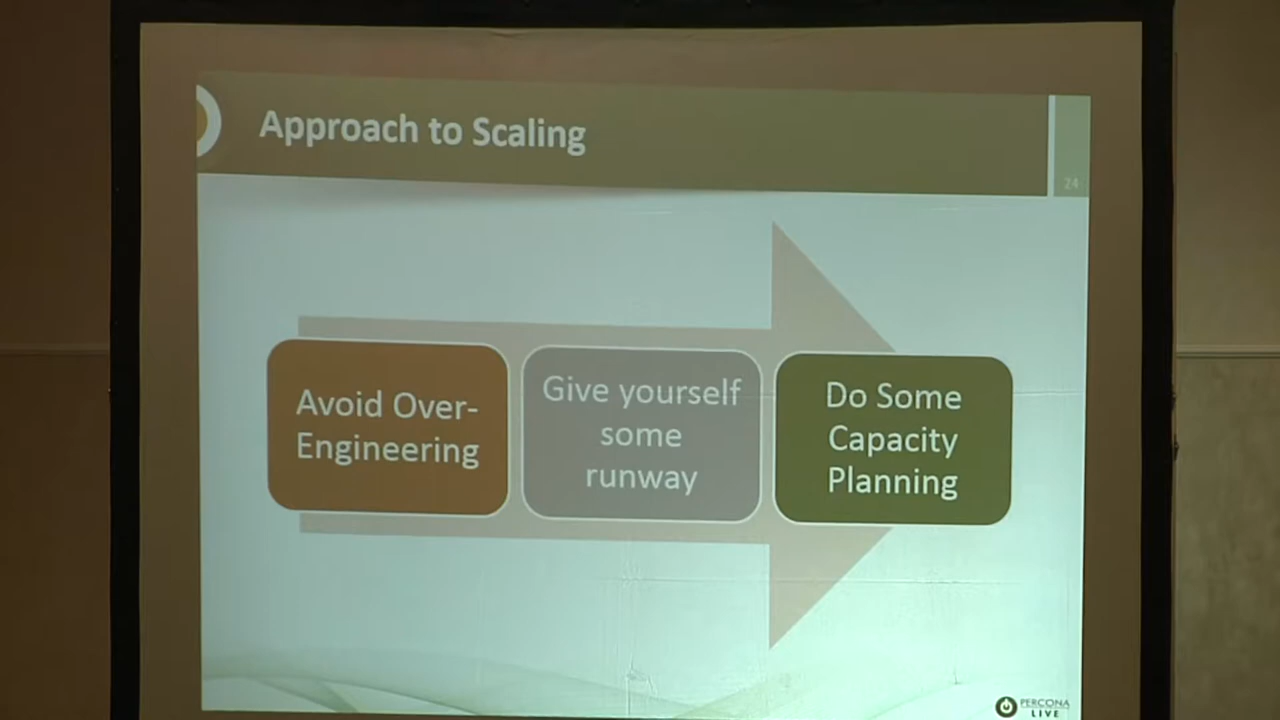 Approach to Scaling
24
Avoid Over-
Engineering
Give yourself
some
runway
Do Some
Capacity
Planning
PERCONA
LIVE